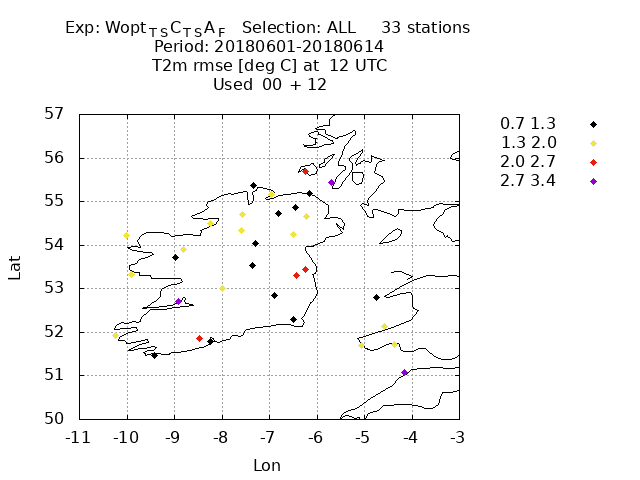 Exp: Wopt TS C TS A F Selection: ALL 33 stations
Period: 20180601-20180614
T2m rmse [deg C] at 12 UTC
Used 00 + 12
0.7 1.3
1.3 2.0
2.0 2.7
2.7 3.4
57
56
55
54
53
52
51
50
Lat
-11 -10 -9 -8 -7 -6 -5 -4 -3
Lon